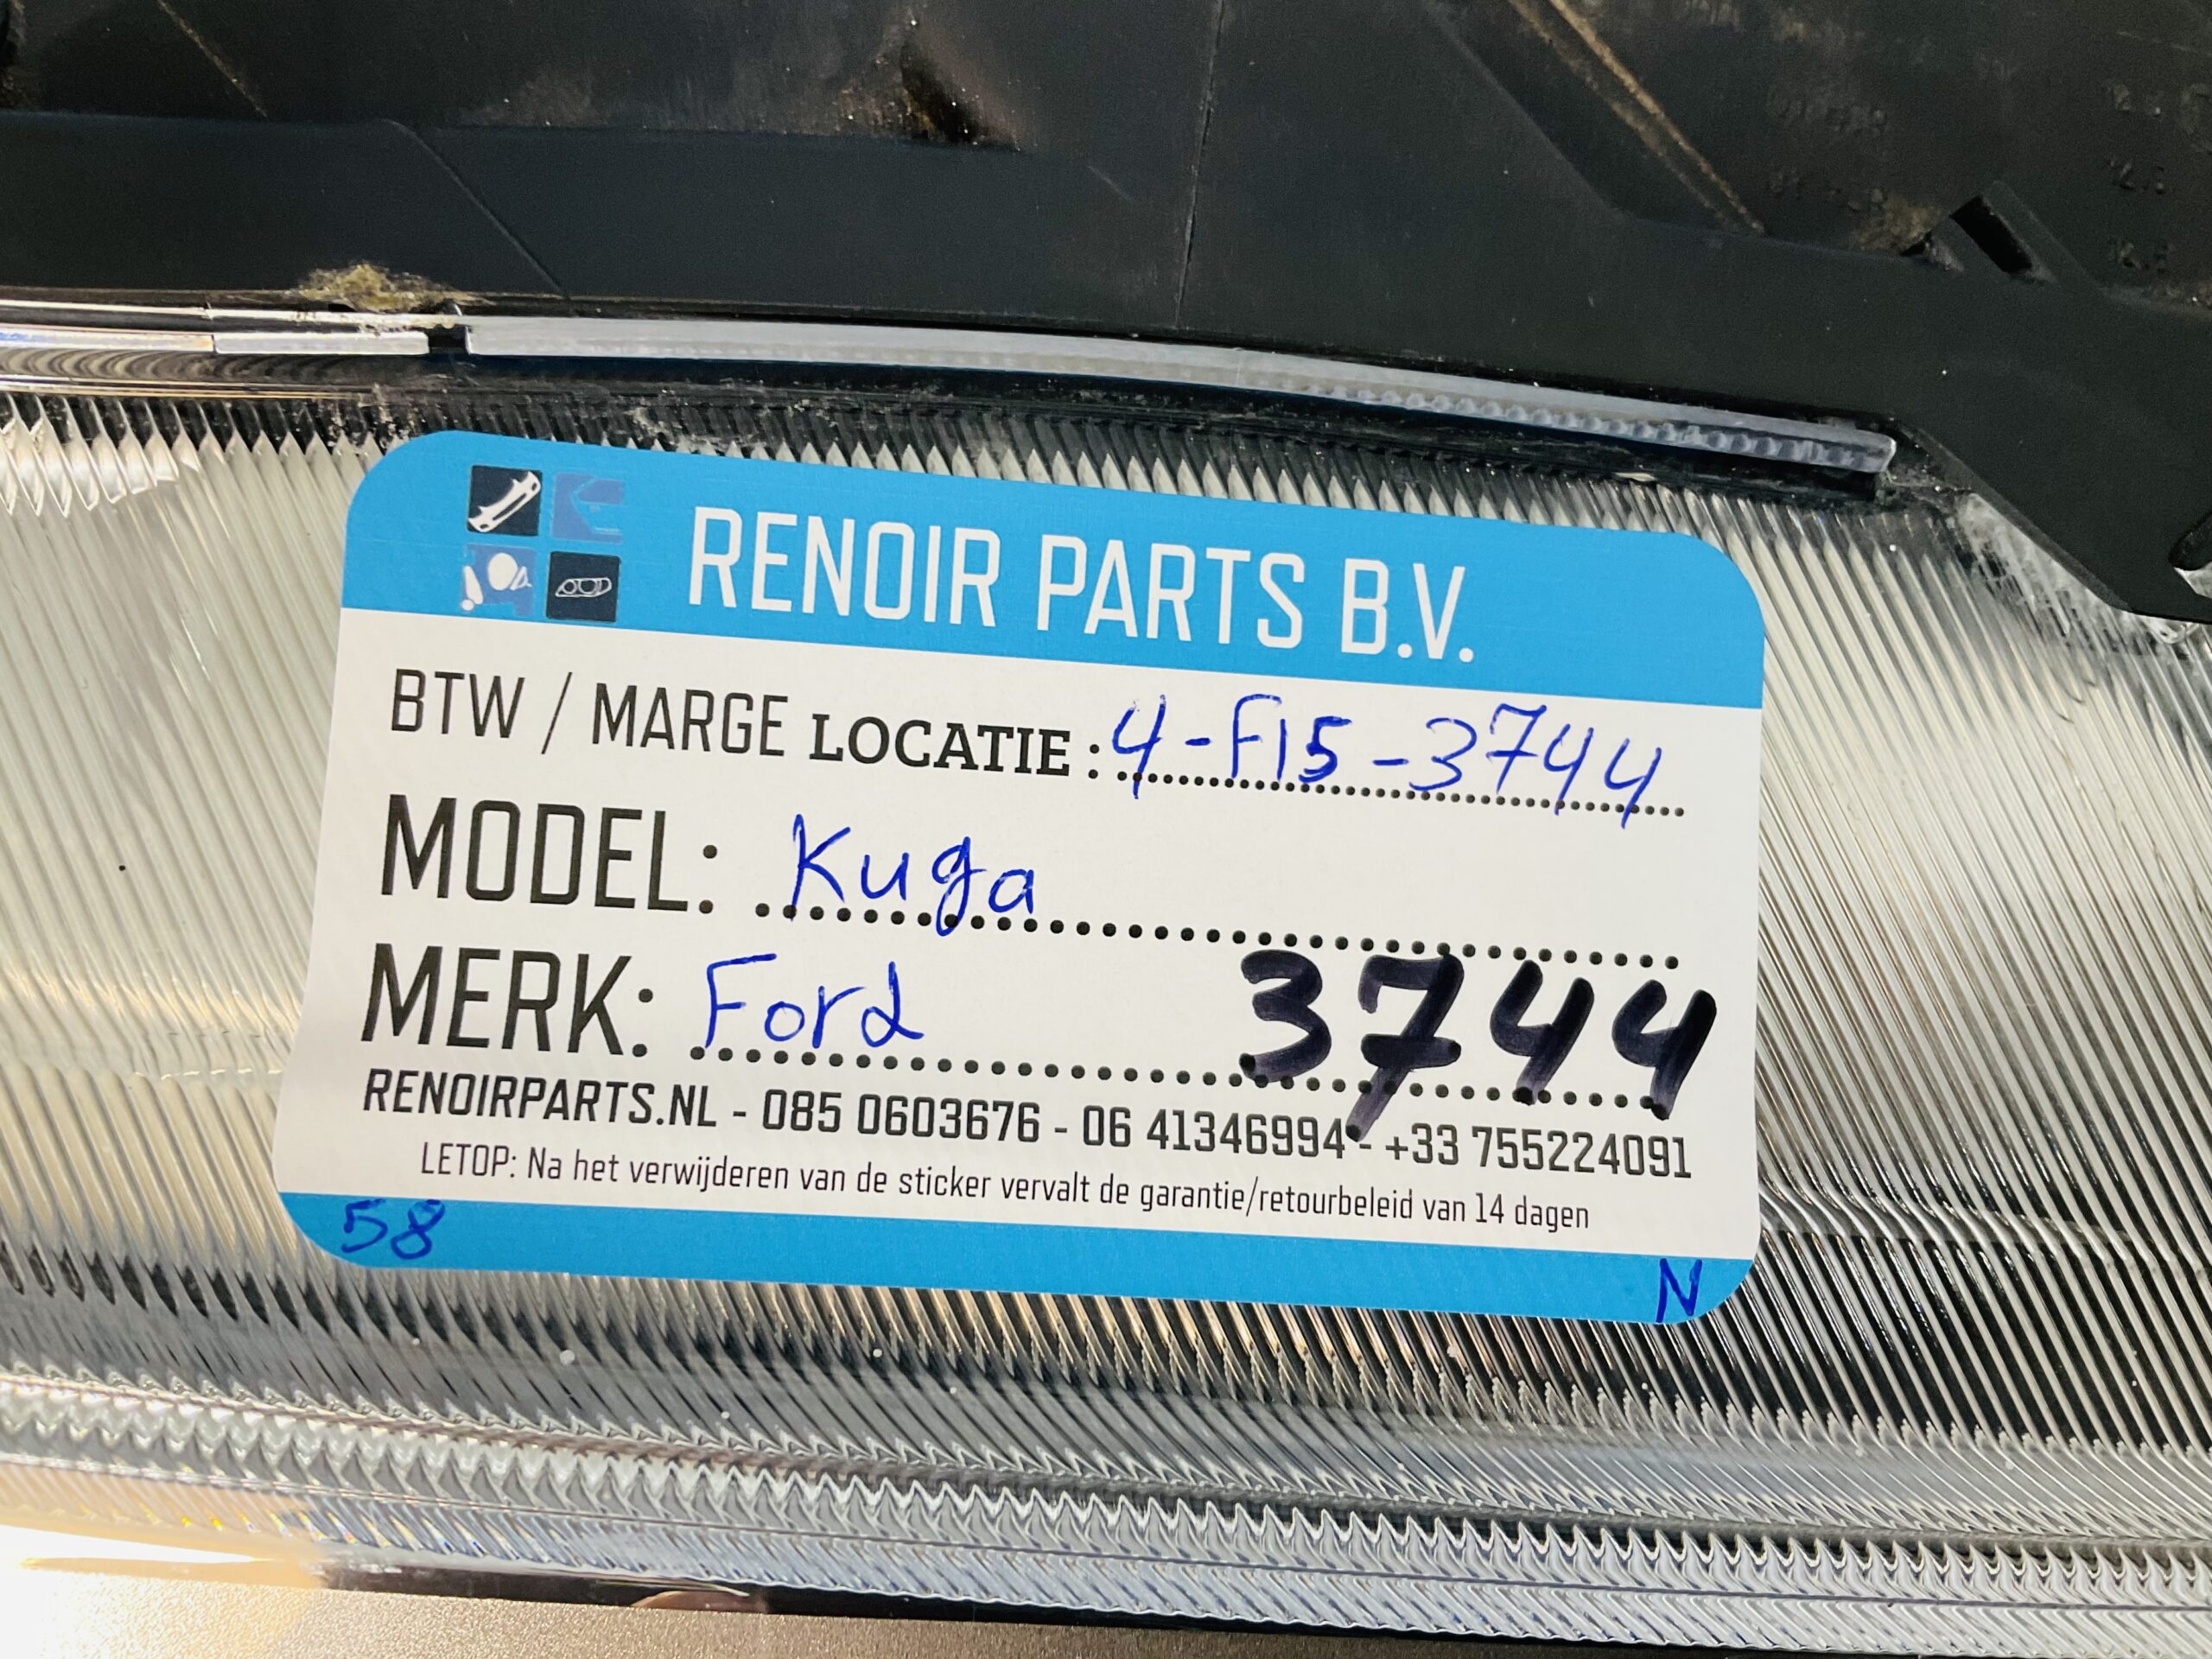 RENOIR PARTS B.V.
BTW / MARGE LOCATIE : 4-F15-3744
MODEL: Kuga
MERK: Ford 3744
RENOIRPARTS.NL - 085 0603676 - 06 41346994 - +33 755224091
LETOP: Na het verwijderen van de sticker vervalt de garantie/retourbeleid van 14 dagen
58
N